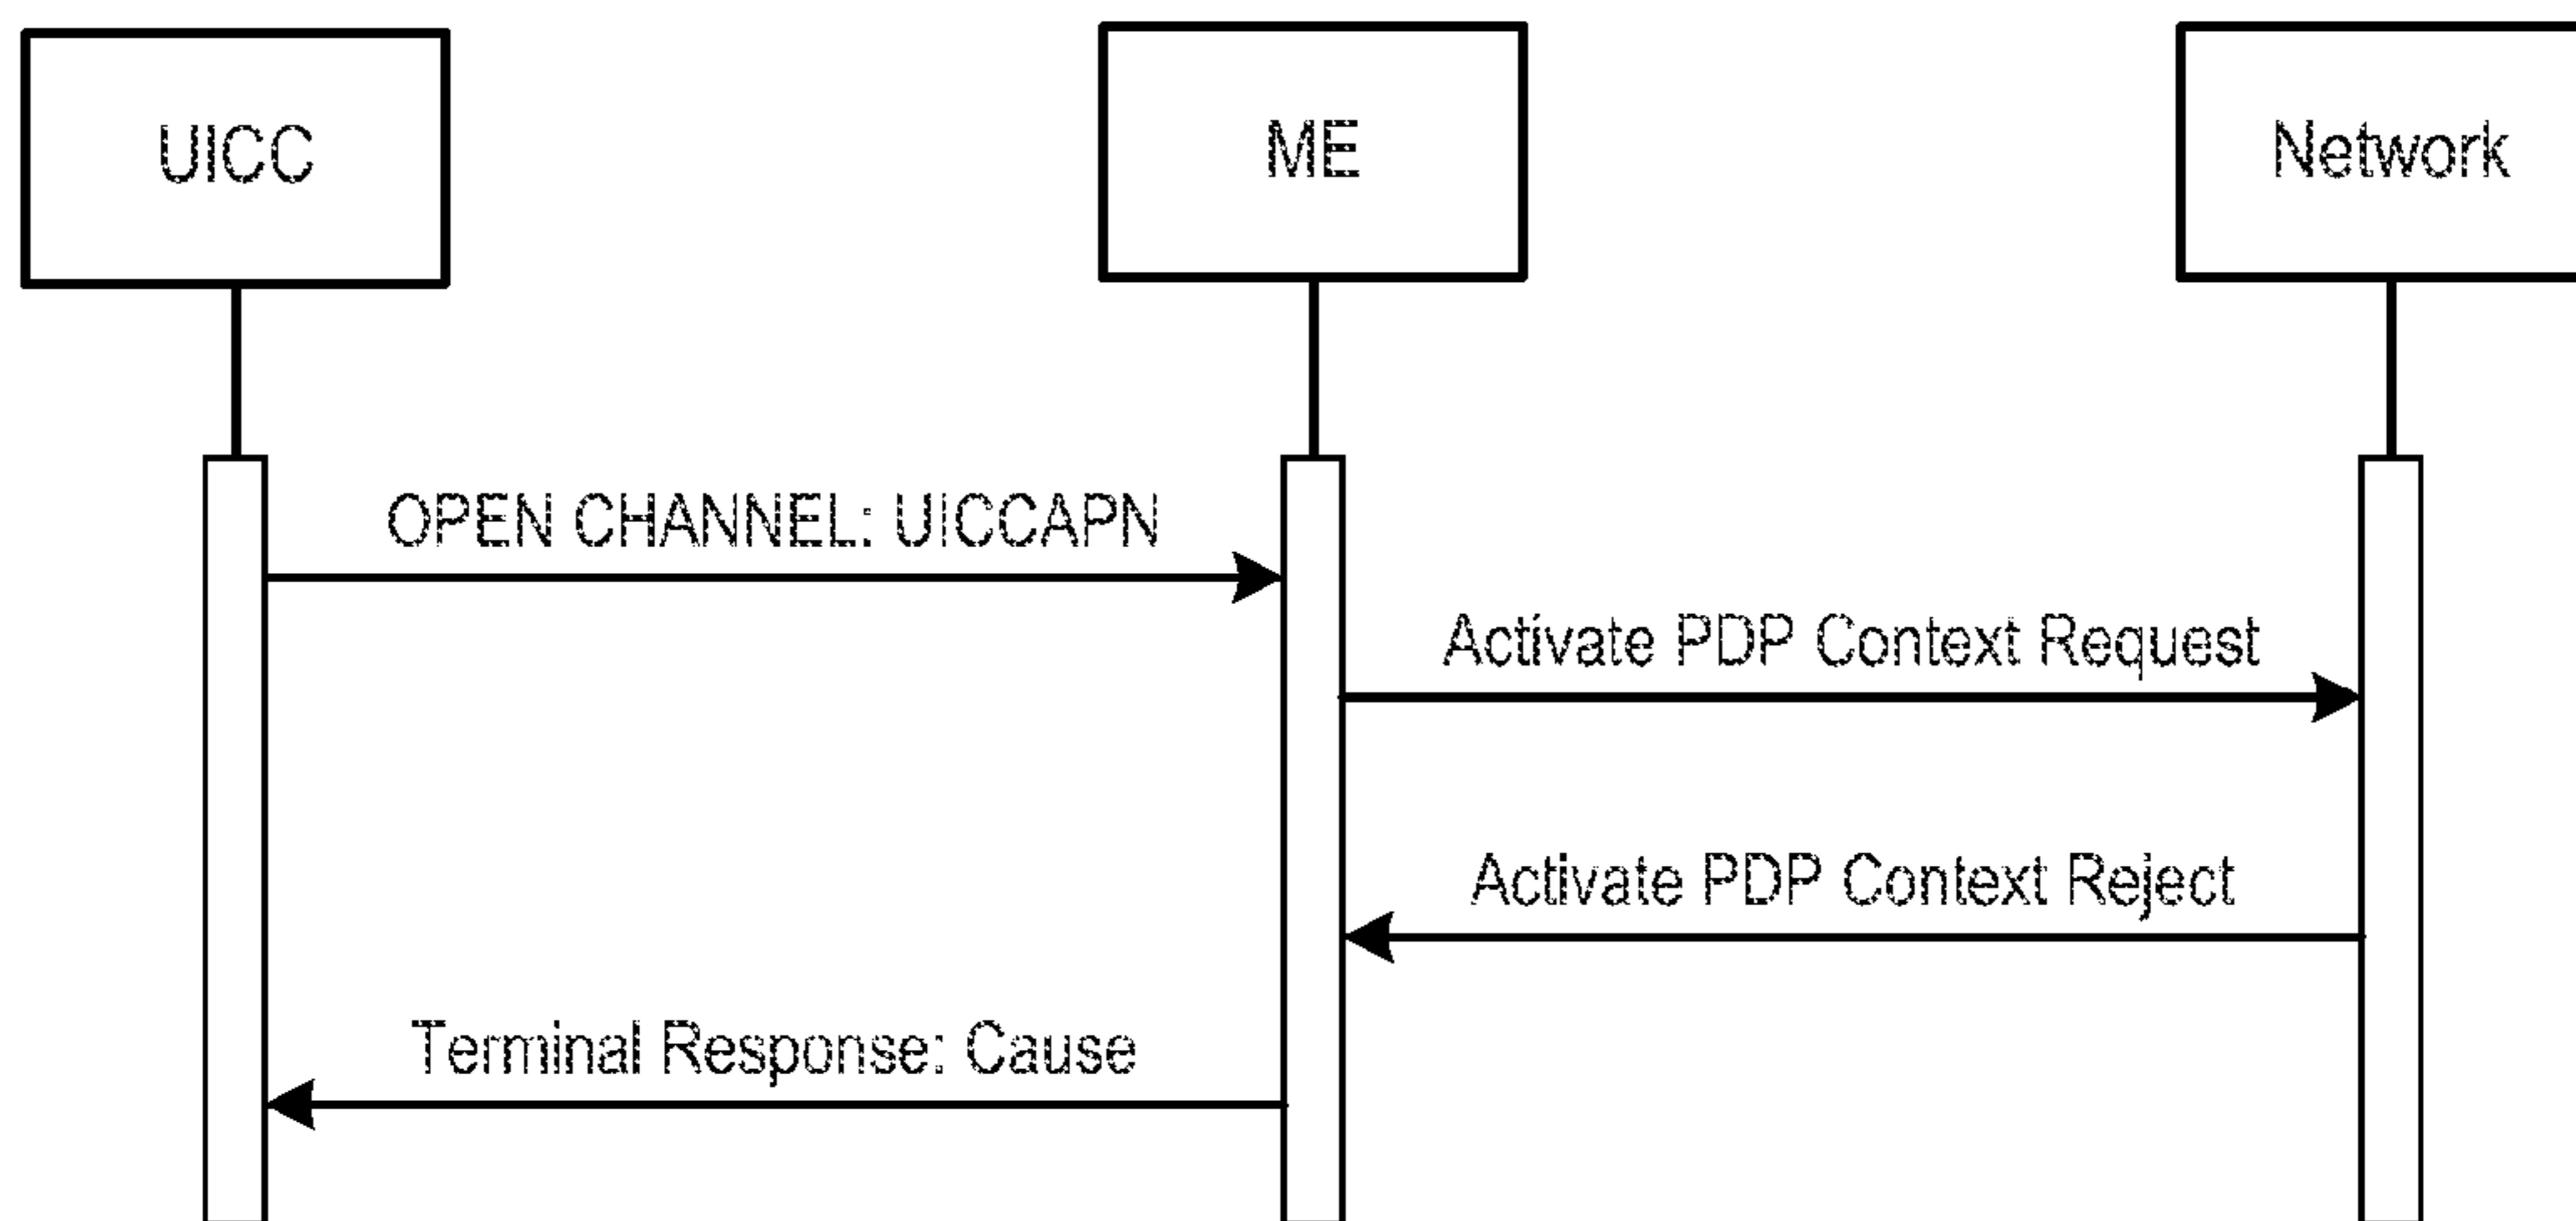 UICC
ME
Network
OPEN CHANNEL: UICCAPN
Activate PDP Context Request
Activate PDP Context Reject
Terminal Response: Cause